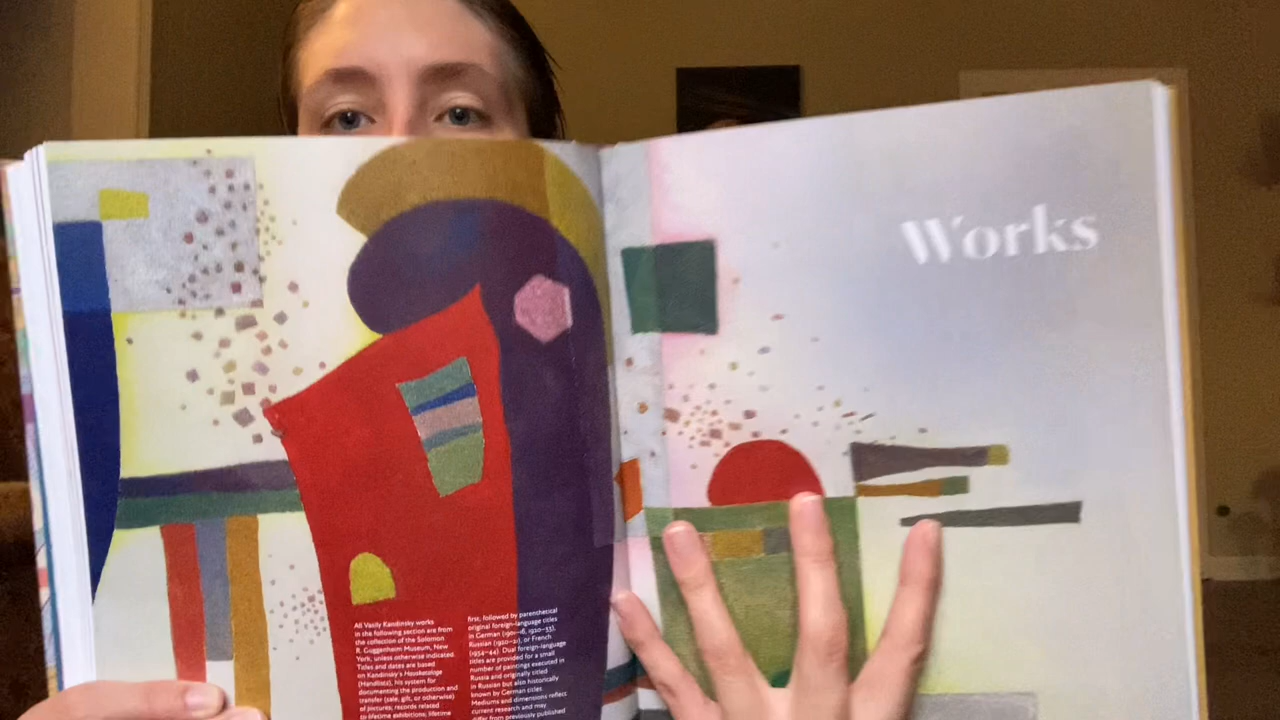 Works
All Vasily Kandinsky works
in the following section are from
the collection of the Solomon
R. Guggenheim Museum, New
York, unless otherwise indicated.
Titles and dates are based
on Kandinsky's Hauskatalog
(Handlists), his system for
documenting the production and
transfer (sale, gift, or otherwise)
of pictures; records related
to lifetime exhibitions; lifetime
first, followed by parenthetical
original foreign-language titles
in German
Russian (1920–21), or French
(1934–44). Dual foreign-language
titles are provided for a small
number of paintings executed in
Russia and originally titled
in Russian but also historically
known by German titles.
Mediums and dimensions reflect
current research and may
differ from previously published